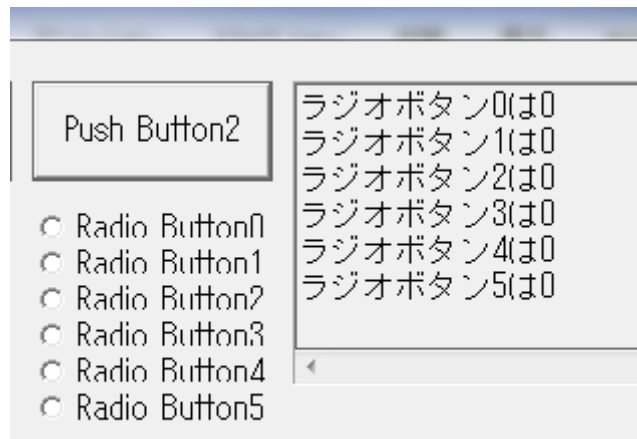 Push Button2
Radio Button0
Radio Button1
Radio Button2
Radio Button3
Radio Button4
Radio Button5
ラジオボタン0は0
ラジオボタン1は0
ラジオボタン2は0
ラジオボタン3は0
ラジオボタン4は0
ラジオボタン5は0